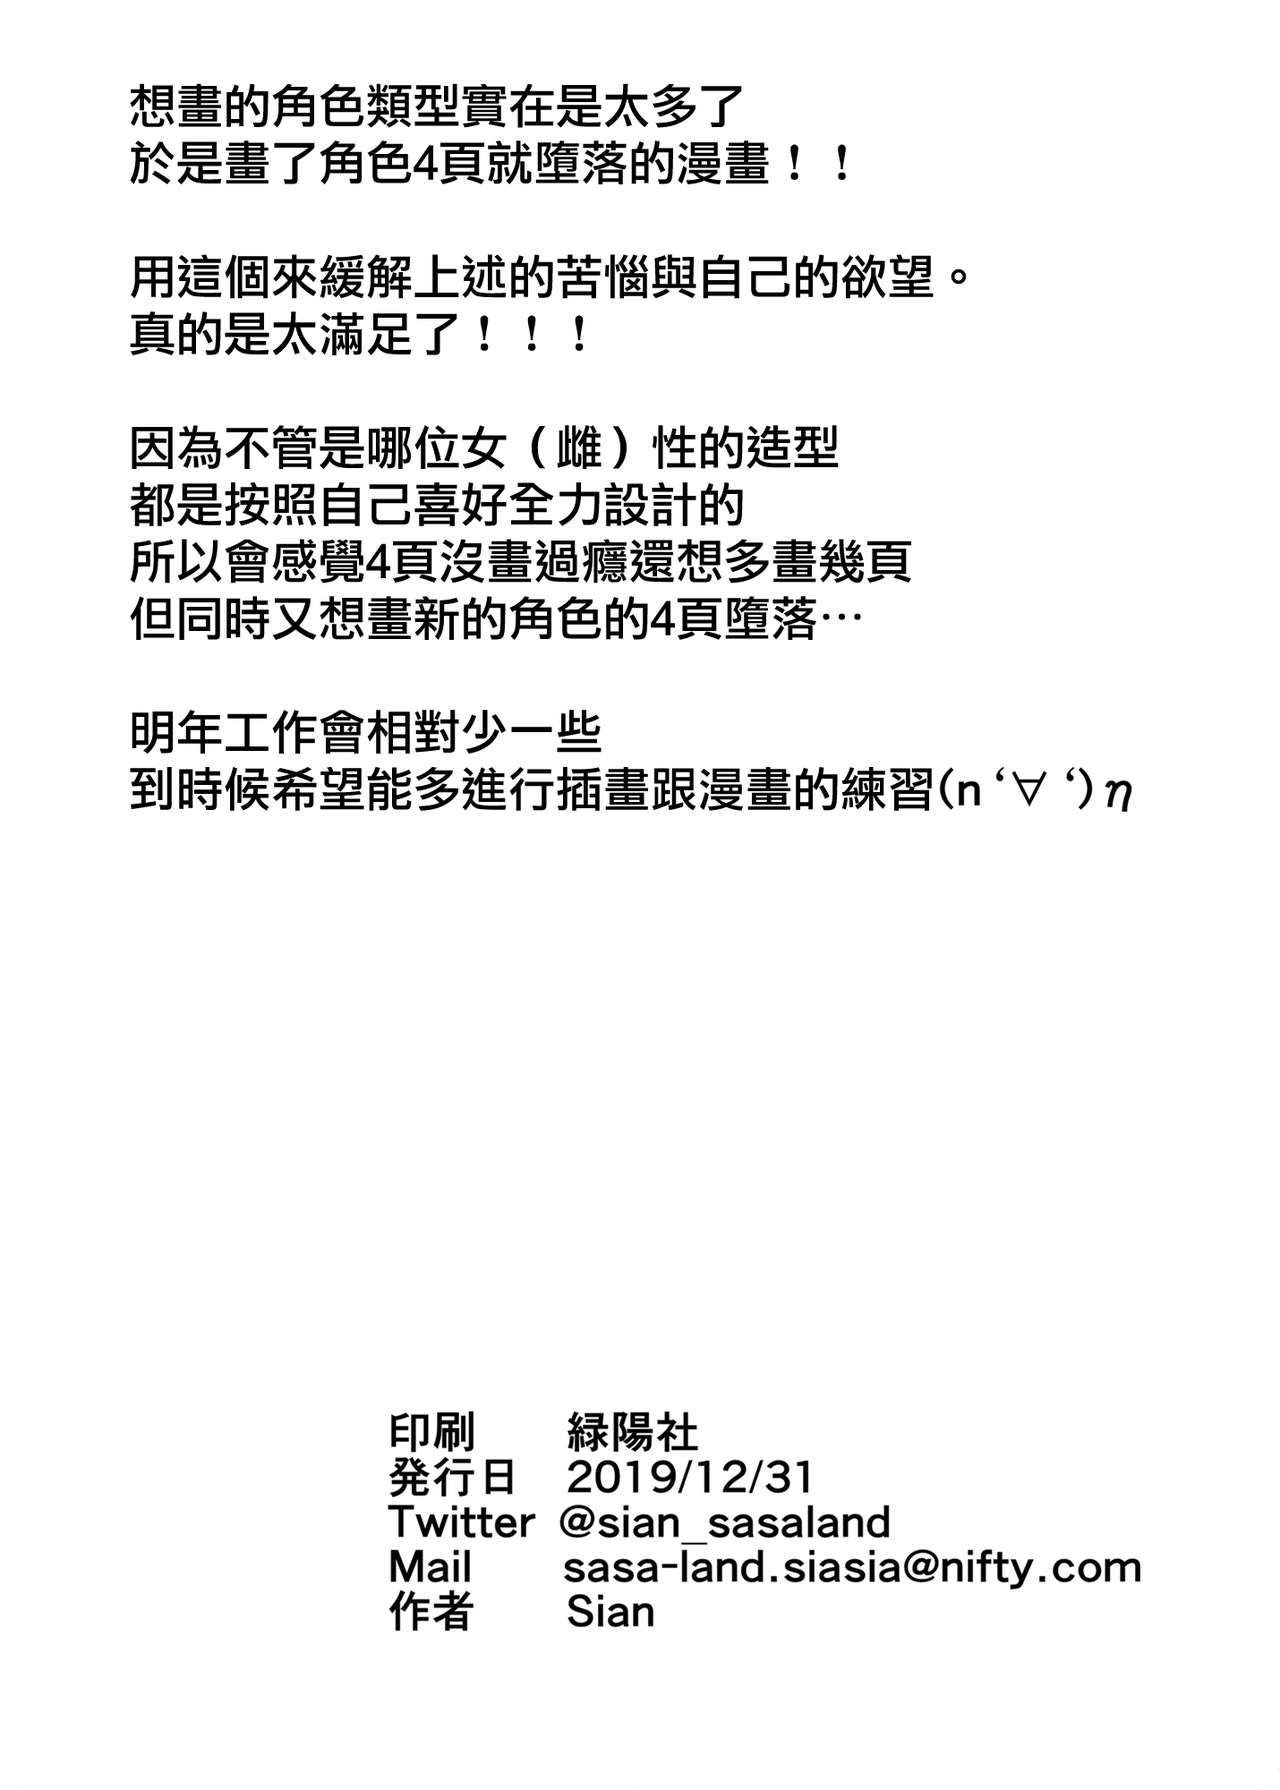 想畫的角色類型實在是太多了
於是畫了角色4頁就墮落的漫畫！！
用這個來緩解上述的苦惱與自己的欲望。
真的是太滿足了！！！
因為不管是哪位女（雌）性的造型
都是按照自己喜好全力設計的
所以會感覺4頁沒畫過癮還想多畫幾頁
但同時又想畫新的角色的4頁墮落⋯
明年工作會相對少一些
到時候希望能多進行插畫跟漫畫的練習(n‘∀‘)η
印刷 緑陽社
発行日 2019/12/31
Twitter @sian_sasaland
Mail sasa-land.siasia@nifty.com
作者 Sian